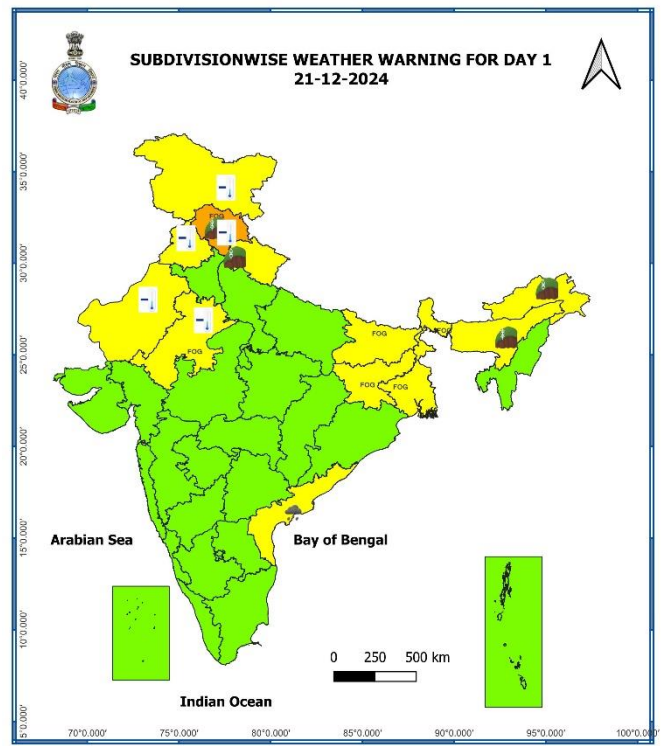 SUBDIVISIONWISE WEATHER WARNING FOR DAY 1
21-12-2024
40°0.000'
35°0.000'
30°0.000'
25°0.000'
20°0.000'
15°0.000'
10°0.000'
5°0.000'
FOG
FOG
FOG
FOG
FOG
FOG
Arabian Sea
Bay of Bengal
0 250 500 km
Indian Ocean
70°0.000' 75°0.000' 80°0.000' 85°0.000' 90°0.000' 95°0.000' 100°0.000'